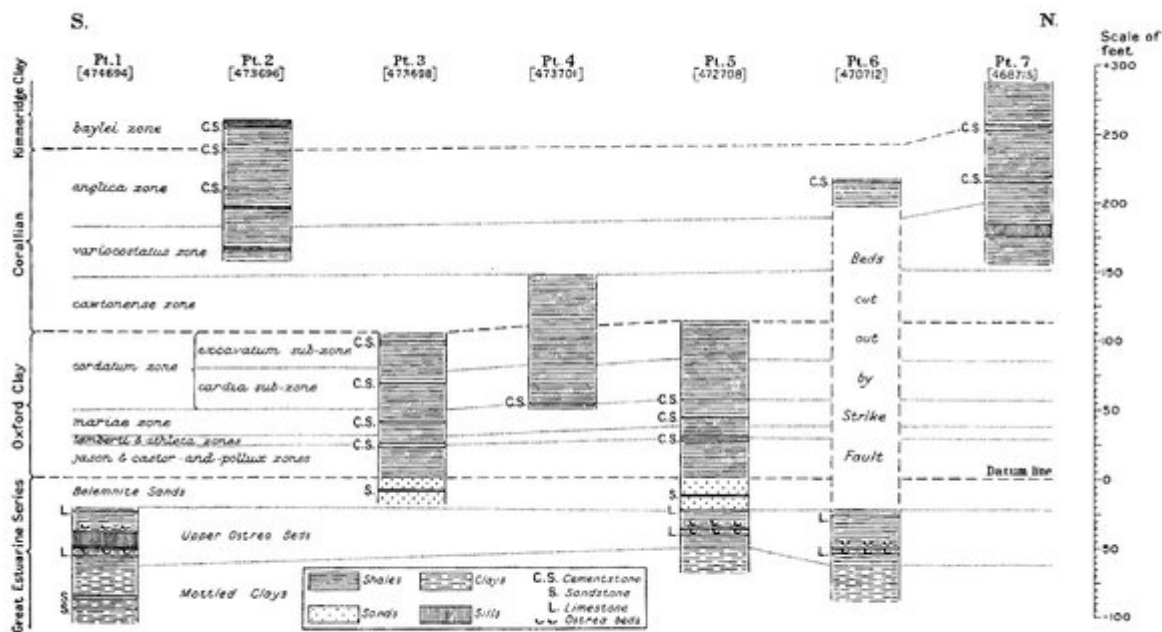 S.
N.
Pt.1 Pt.2 Pt.3 Pt.4 Pt.5 Pt.6 Pt.7
[474694] [473696] [473698] [473701] [472708] [470712] [468715]
Scale of
feet
+300
250
200
150
100
50
0
50
-100
Kimmeridge Clay
Corallian
Oxford Clay
Great Estuarine Series
baylei zone
anglica zone
variocostatus zone
cawtonense zone
cordatum zone
excavatum sub-zone
cardia sub-zone
mariae zone
lamberti & athleta zones
jason & castor-and-pollux zones
Belemnite Sands
Upper Ostrea Beds
Mottled Clays
C.S.
C.S.
C.S.
C.S.
C.S.
C.S.
C.S.
S.
C.S.
C.S.
C.S.
C.S.
S.
L.
L.
C.S.
L.
L.
C.S.
C.S.
L.
L.
Beds
cut
out
by
Strike
Fault
Datum line
Shales
Clays
Sands
Sills
C.S. Cementstone
S. Sandstone
L. Limestone
Ostrea Beds